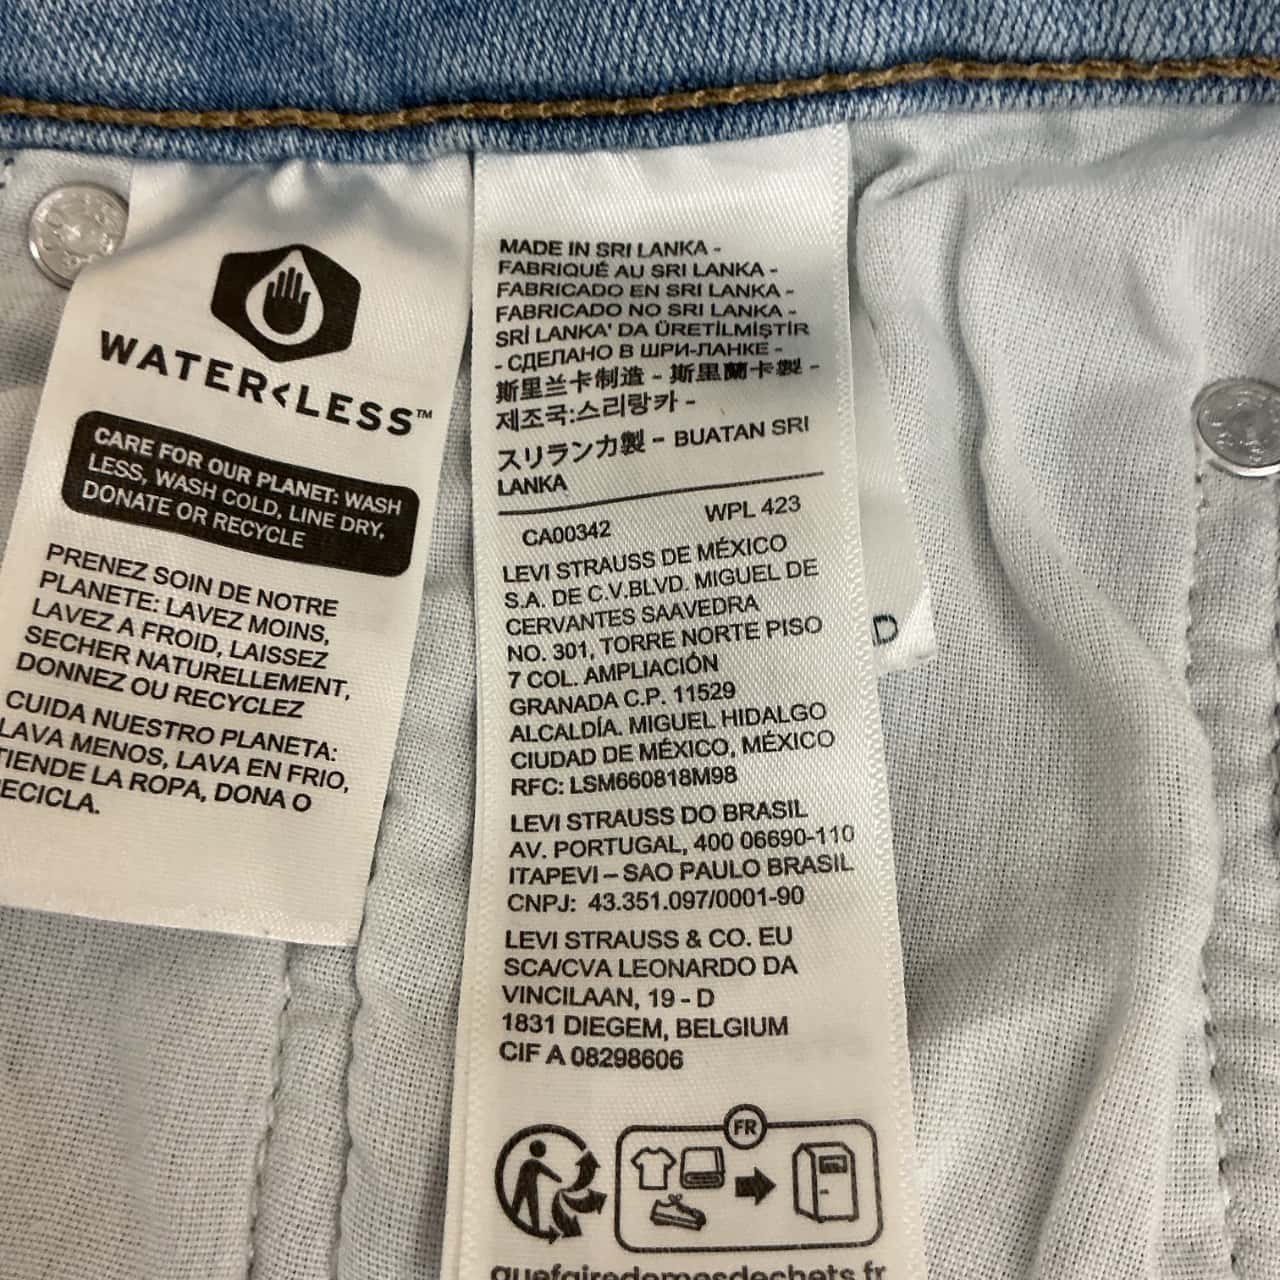 WATER<LESS™
CARE FOR OUR PLANET: WASH
LESS, WASH COLD, LINE DRY,
DONATE OR RECYCLE
PRENEZ SOIN DE NOTRE
PLANETE: LAVEZ MOINS,
LAVEZ A FROID, LAISSEZ
SECHER NATURELLEMENT,
DONNEZ OU RECYCLEZ
CUIDA NUESTRO PLANETA:
LAVA MENOS, LAVA EN FRIO,
TIENDE LA ROPA, DONA O
ECICLA.
MADE IN SRI LANKA -
FABRIQUÉ AU SRI LANKA -
FABRICADO EN SRI LANKA -
FABRICADO NO SRI LANKA -
SRİ LANKA' DA ÜRETİLMİŞTİR
- СДЕЛАНО В ШРИ-ЛАНКЕ -
斯里兰卡制造 - 斯里蘭卡製 -
제조국:스리랑카 -
スリランカ製 - BUATAN SRI
LANKA
CA00342 WPL 423
LEVI STRAUSS DE MÉXICO
S.A. DE C.V.BLVD. MIGUEL DE
CERVANTES SAAVEDRA
NO. 301, TORRE NORTE PISO
7 COL. AMPLIACIÓN
GRANADA C.P. 11529
ALCALDÍA. MIGUEL HIDALGO
CIUDAD DE MÉXICO, MÉXICO
RFC: LSM660818M98
LEVI STRAUSS DO BRASIL
AV. PORTUGAL, 400 06690-110
ITAPEVI – SAO PAULO BRASIL
CNPJ: 43.351.097/0001-90
LEVI STRAUSS & CO. EU
SCA/CVA LEONARDO DA
VINCILAAN, 19 - D
1831 DIEGEM, BELGIUM
CIF A 08298606
FR
quefairedemesdechets.fr
D